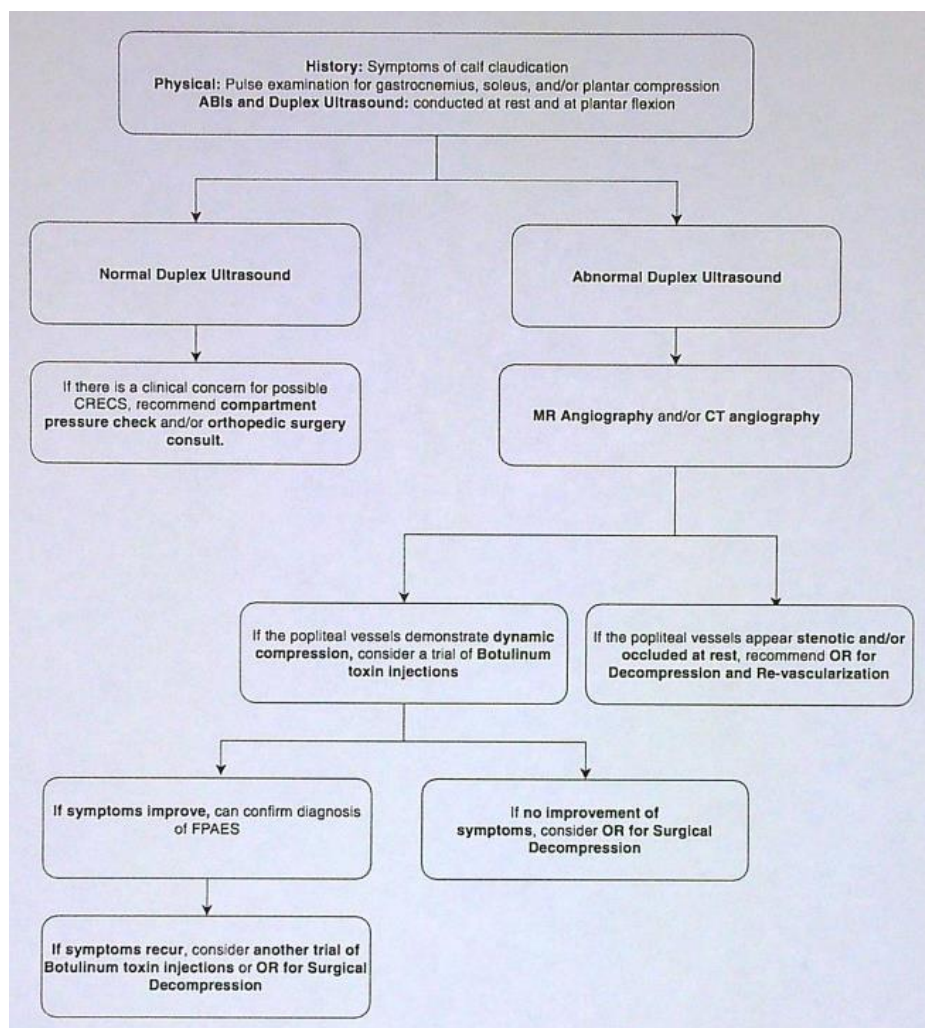 History: Symptoms of calf claudication
Physical: Pulse examination for gastrocnemius, soleus, and/or plantar compression
ABIs and Duplex Ultrasound: conducted at rest and at plantar flexion
Normal Duplex Ultrasound
Abnormal Duplex Ultrasound
If there is a clinical concern for possible
CRECS, recommend compartment
pressure check and/or orthopedic surgery
consult.
MR Angiography and/or CT angiography
If the popliteal vessels demonstrate dynamic
compression, consider a trial of Botulinum
toxin injections
If the popliteal vessels appear stenotic and/or
occluded at rest, recommend OR for
Decompression and Re-vascularization
If symptoms improve, can confirm diagnosis
of FPAES
If no improvement of
symptoms, consider OR for Surgical
Decompression
If symptoms recur, consider another trial of
Botulinum toxin injections or OR for Surgical
Decompression